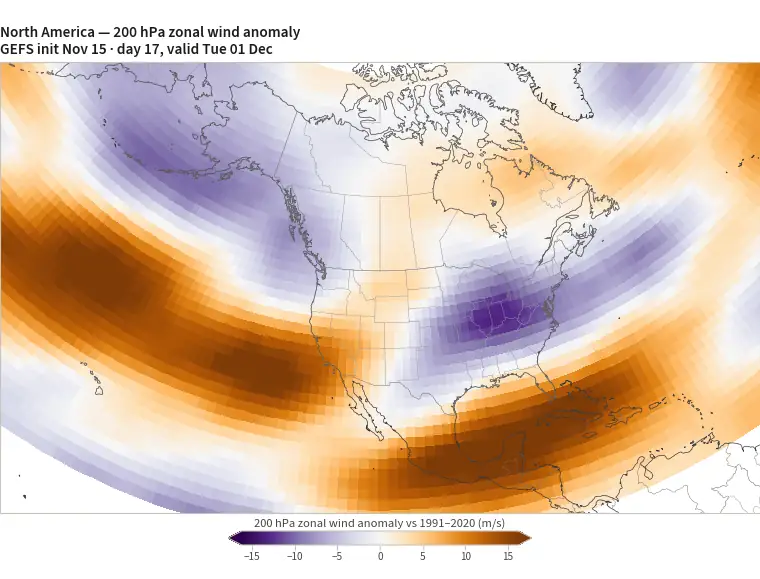 North America — 200 hPa zonal wind anomaly
GEFS init Nov 15 · day 17, valid Tue 01 Dec
200 hPa zonal wind anomaly vs 1991–2020 (m/s)
−15 −10 −5 0 5 10 15